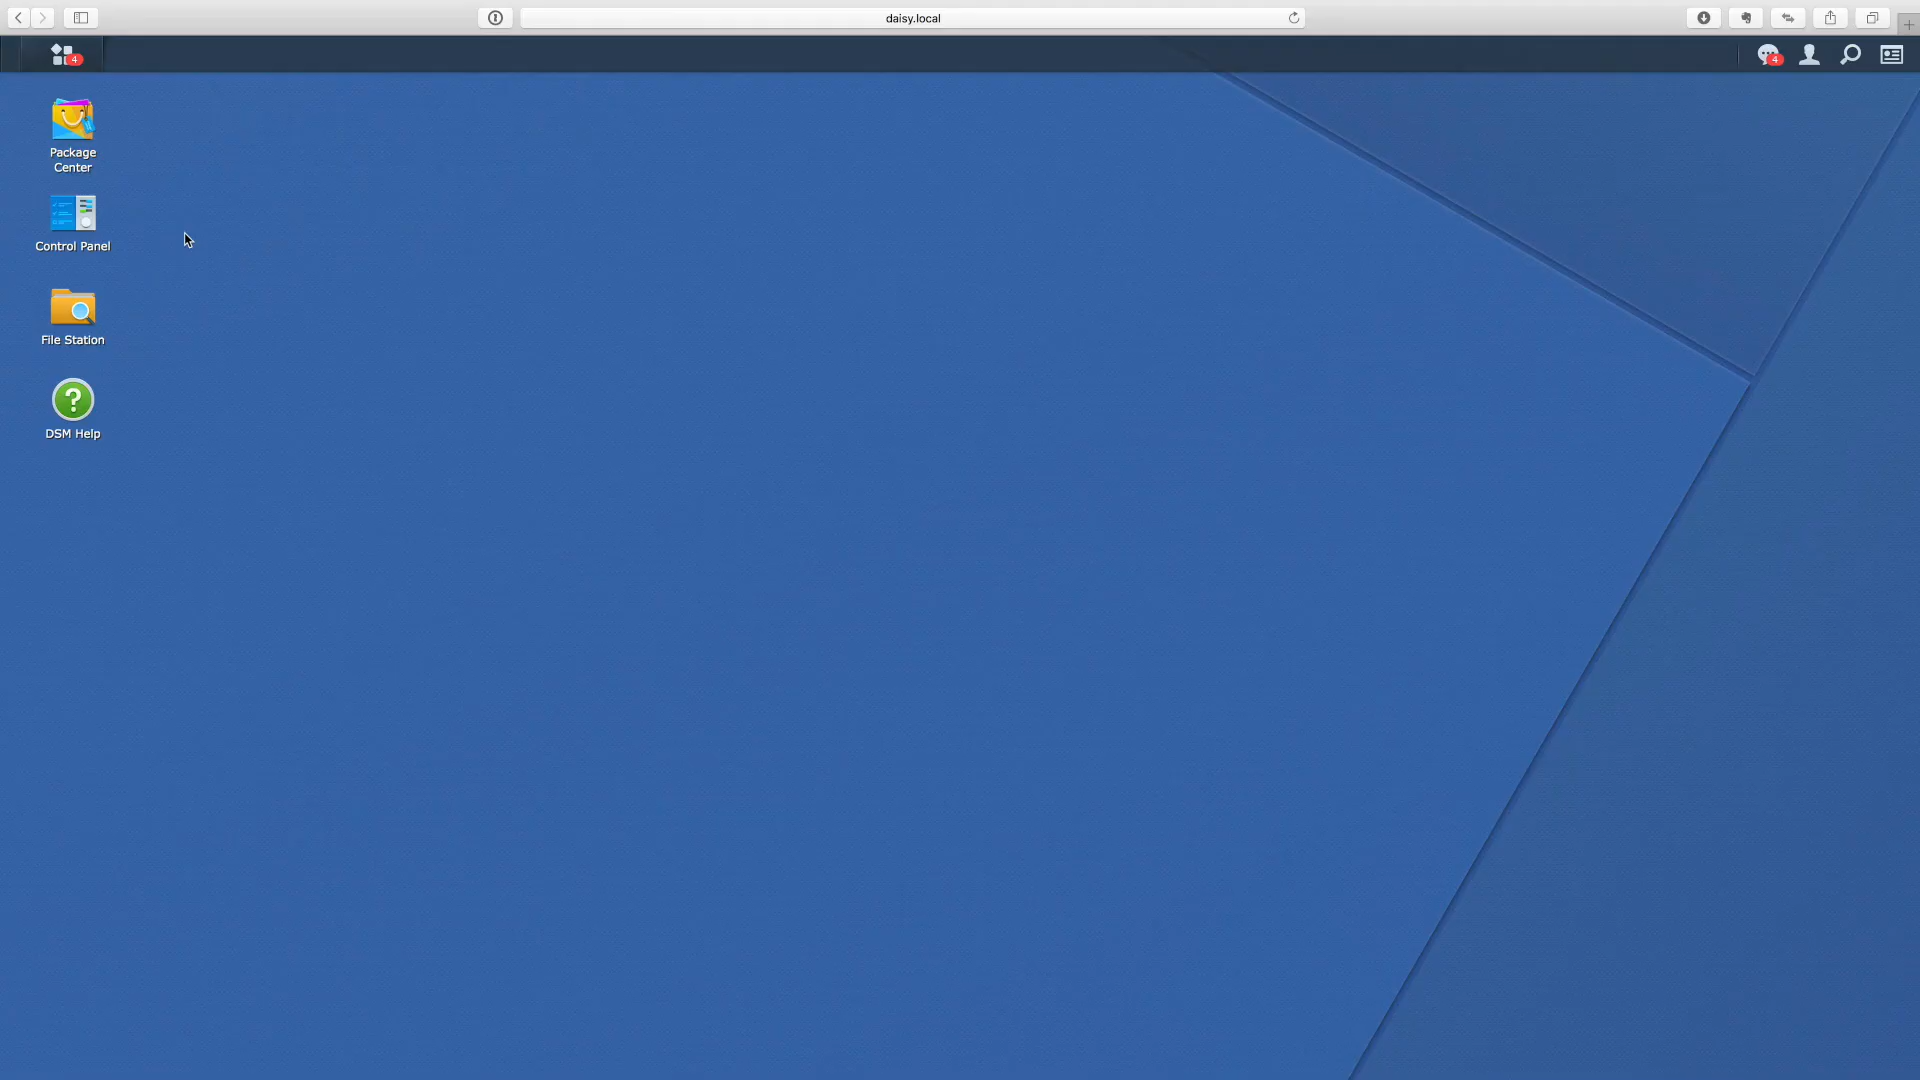 daisy.local
4
4
Package
Center
Control Panel
File Station
?
DSM Help